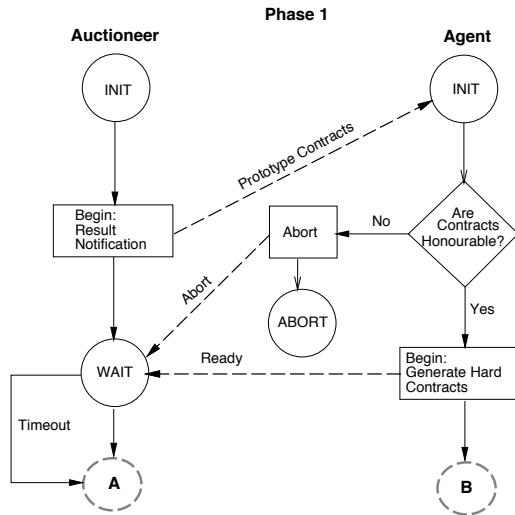 Phase 1
Auctioneer
Agent
INIT
INIT
Prototype Contracts
Begin:
Result
Notification
Abort
No
Are
Contracts
Honourable?
Abort
ABORT
Yes
WAIT
Ready
Begin:
Generate Hard
Contracts
Timeout
A
B